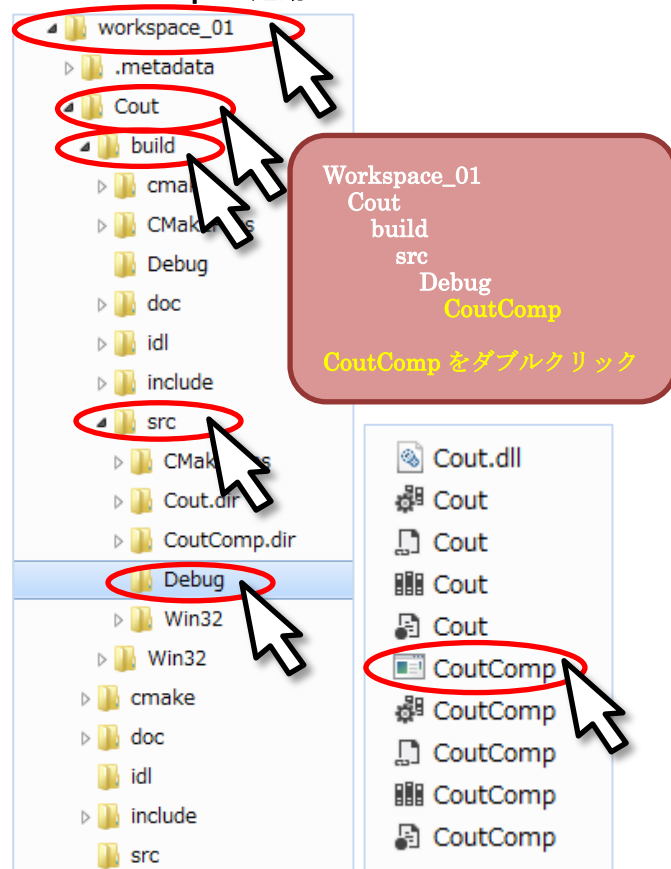 workspace_01
.metadata
Cout
build
Debug
doc
idl
include
src
Cout.dir
CoutComp.dir
Debug
Win32
Win32
cmake
doc
idl
include
src
Workspace_01
Cout
build
src
Debug
CoutComp
CoutComp をダブルクリック
Cout.dll
Cout
Cout
Cout
Cout
CoutComp
CoutComp
CoutComp
CoutComp
CoutComp